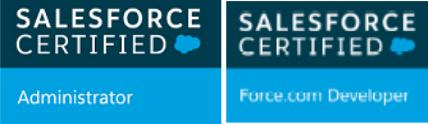 SALESFORCE
CERTIFIED
Administrator
SALESFORCE
CERTIFIED
Force.com Developer